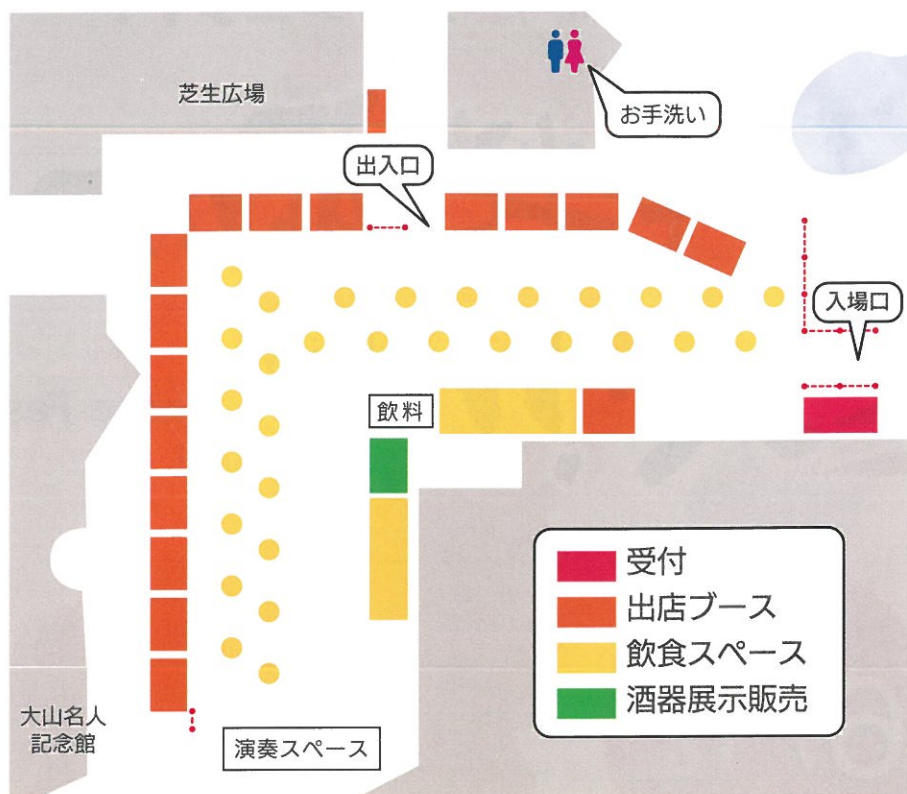 芝生広場
お手洗い
出入口
入場口
飲料
受付
出店ブース
飲食スペース
酒器展示販売
大山名人
記念館
演奏スペース